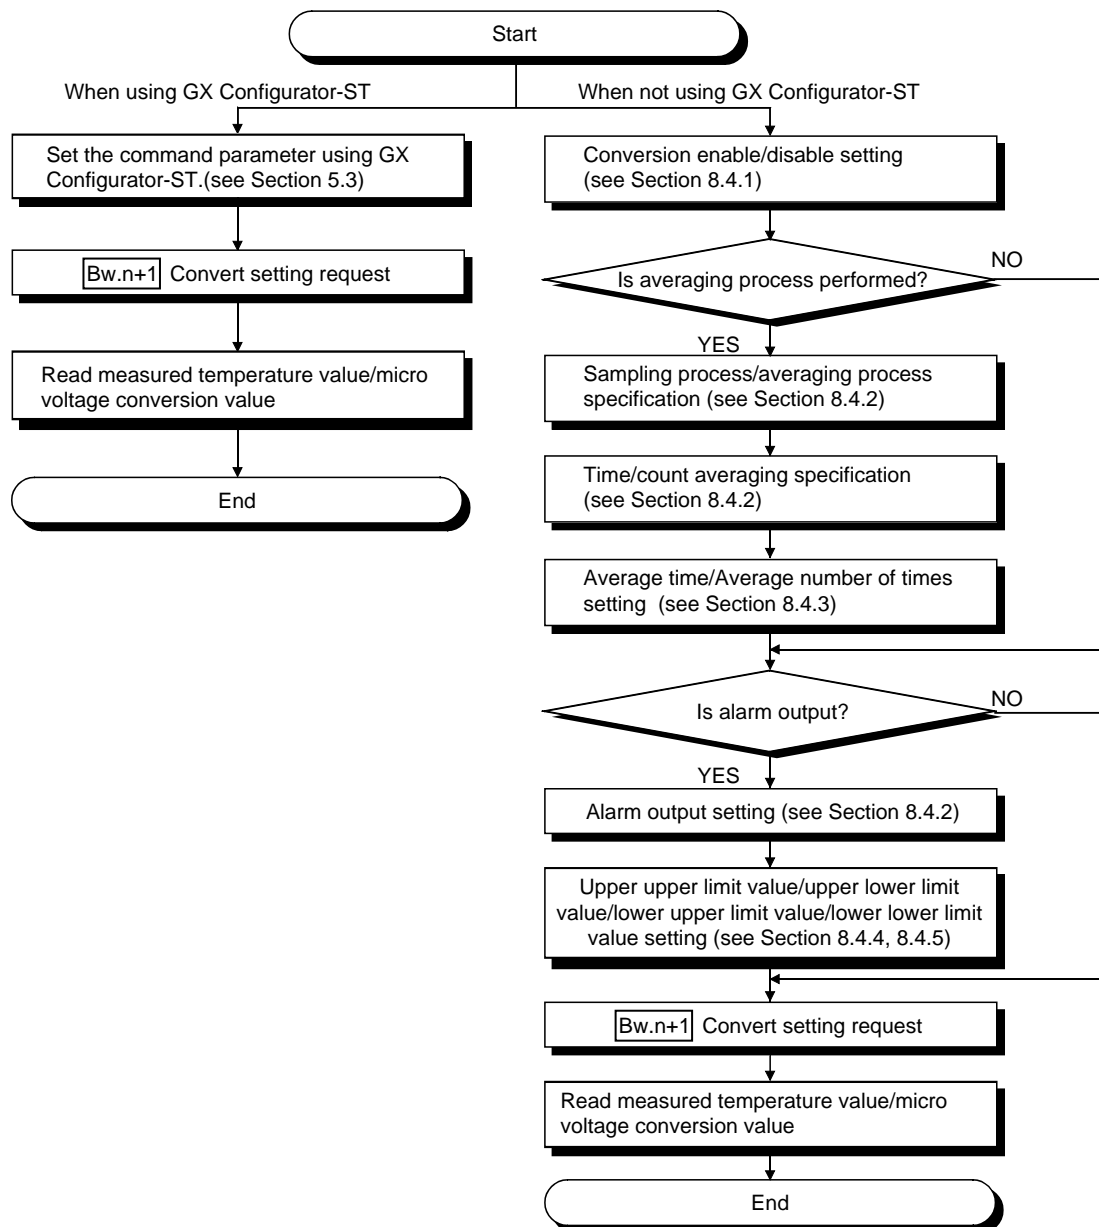 Start
When using GX Configurator-ST
When not using GX Configurator-ST
Set the command parameter using GX
Configurator-ST.(see Section 5.3)
Bw.n+1 Convert setting request
Read measured temperature value/micro
voltage conversion value
End
Conversion enable/disable setting
(see Section 8.4.1)
Is averaging process performed?
NO
YES
Sampling process/averaging process
specification (see Section 8.4.2)
Time/count averaging specification
(see Section 8.4.2)
Average time/Average number of times
setting (see Section 8.4.3)
Is alarm output?
NO
YES
Alarm output setting (see Section 8.4.2)
Upper upper limit value/upper lower limit
value/lower upper limit value/lower lower limit
value setting (see Section 8.4.4, 8.4.5)
Bw.n+1 Convert setting request
Read measured temperature value/micro
voltage conversion value
End